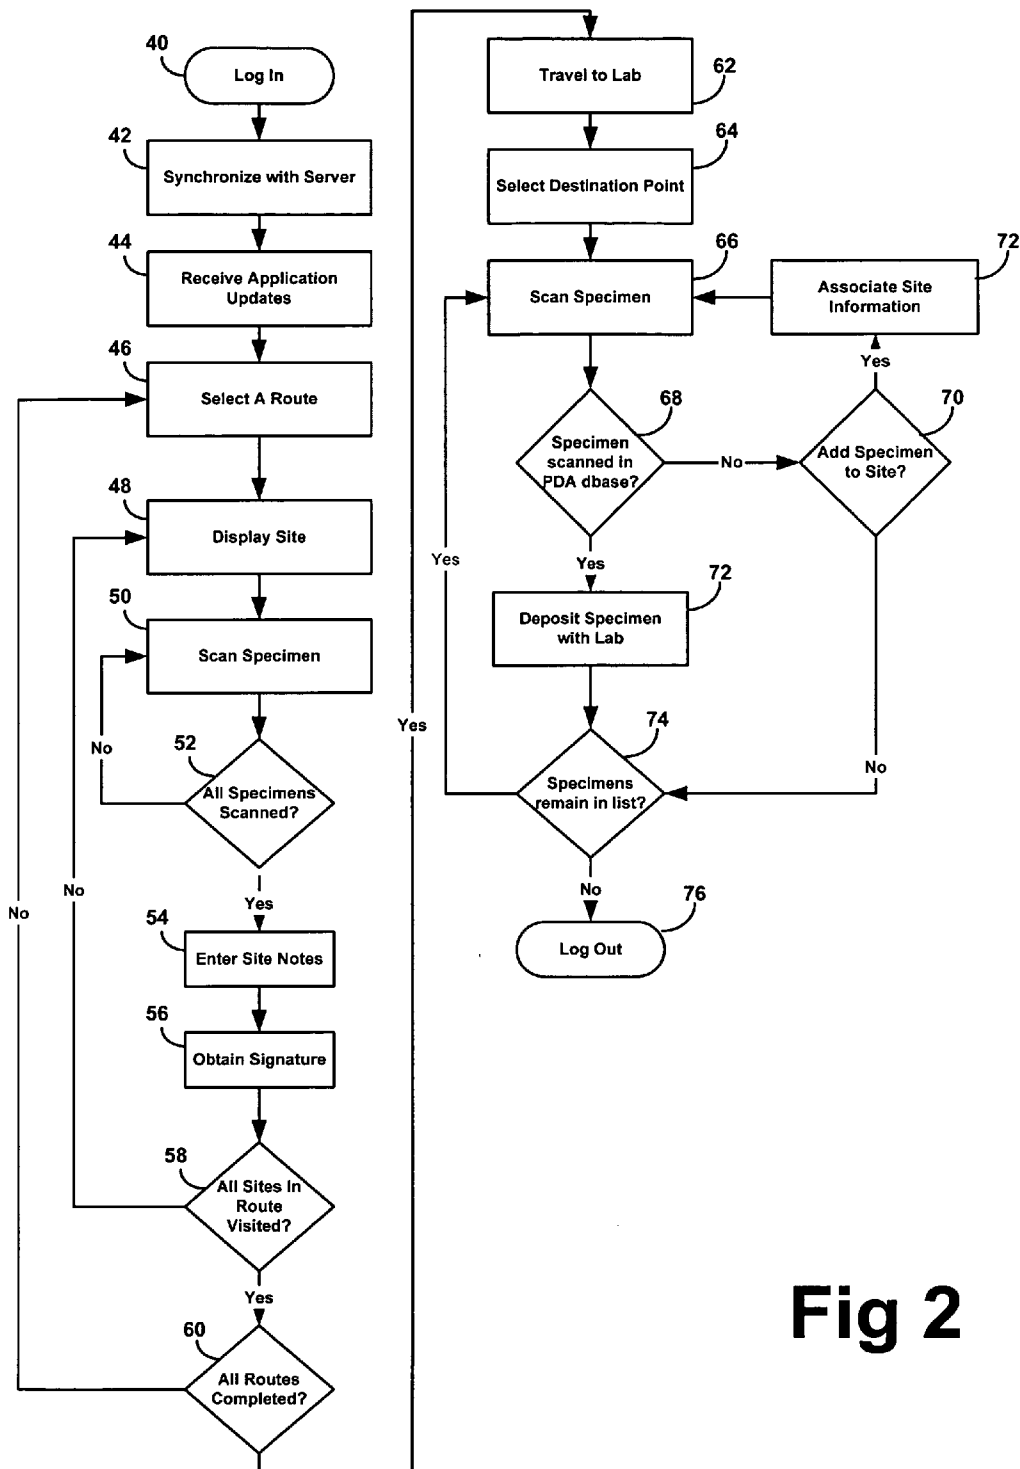 40
Log In
42
Synchronize with Server
44
Receive Application
Updates
46
Select A Route
48
Display Site
50
Scan Specimen
No
52
All Specimens
Scanned?
Yes
54
Enter Site Notes
56
Obtain Signature
No
58
All Sites In
Route
Visited?
Yes
No
60
All Routes
Completed?
Yes
62
Travel to Lab
64
Select Destination Point
66
Scan Specimen
72
Associate Site
Information
Yes
68
Specimen
scanned in
PDA dbase?
No
70
Add Specimen
to Site?
Yes
Yes
72
Deposit Specimen
with Lab
No
74
Specimens
remain in list?
No
76
Log Out
Fig 2